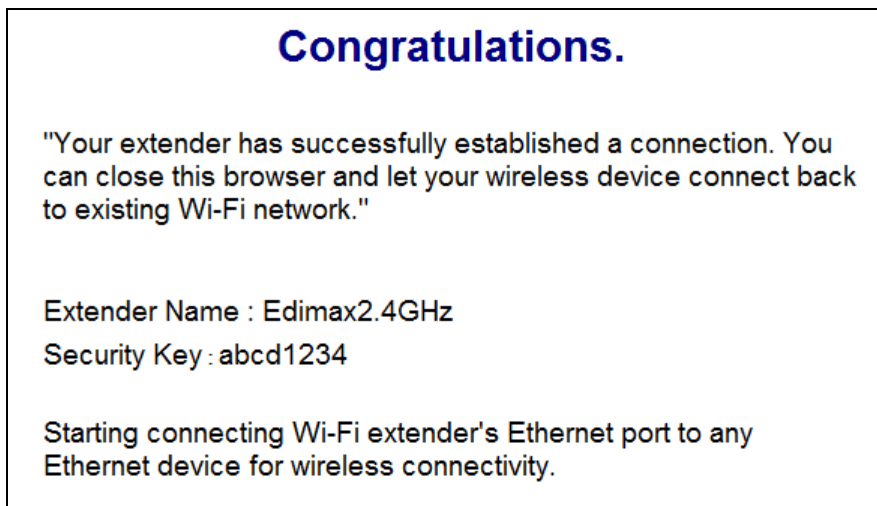 Congratulations.
"Your extender has successfully established a connection. You
can close this browser and let your wireless device connect back
to existing Wi-Fi network."
Extender Name : Edimax2.4GHz
Security Key : abcd1234
Starting connecting Wi-Fi extender's Ethernet port to any
Ethernet device for wireless connectivity.